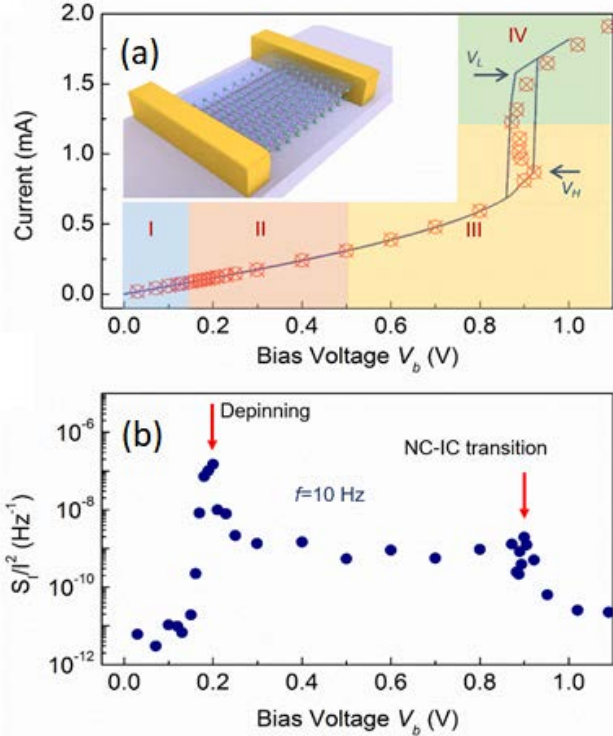 (a)
I
II
III
IV
V_L
V_H
2.0
1.5
1.0
0.5
0.0
Current (mA)
0.0 0.2 0.4 0.6 0.8 1.0
Bias Voltage V_b (V)
(b)
Depinning
NC-IC transition
f=10 Hz
10^-6
10^-8
10^-10
10^-12
S_I/I^2 (Hz^-1)
0.0 0.2 0.4 0.6 0.8 1.0
Bias Voltage V_b (V)